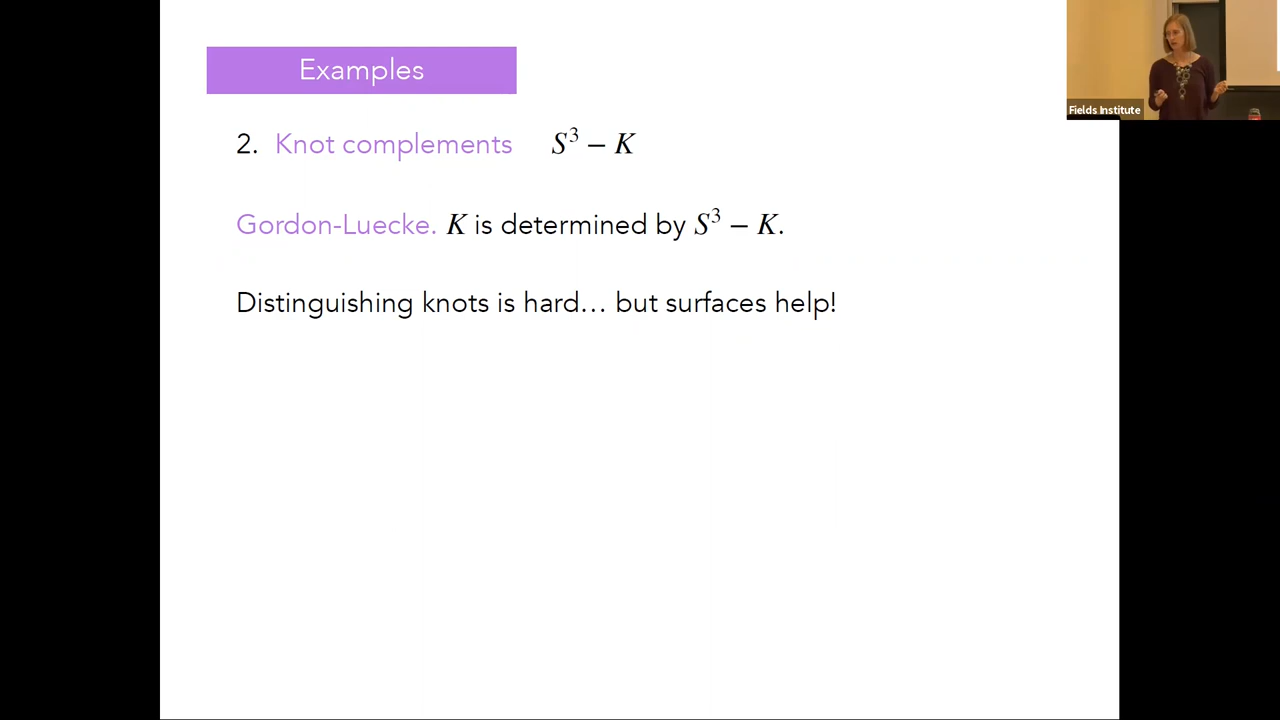 Examples
2. Knot complements S³ − K
Gordon-Luecke. K is determined by S³ − K.
Distinguishing knots is hard... but surfaces help!
Fields Institute